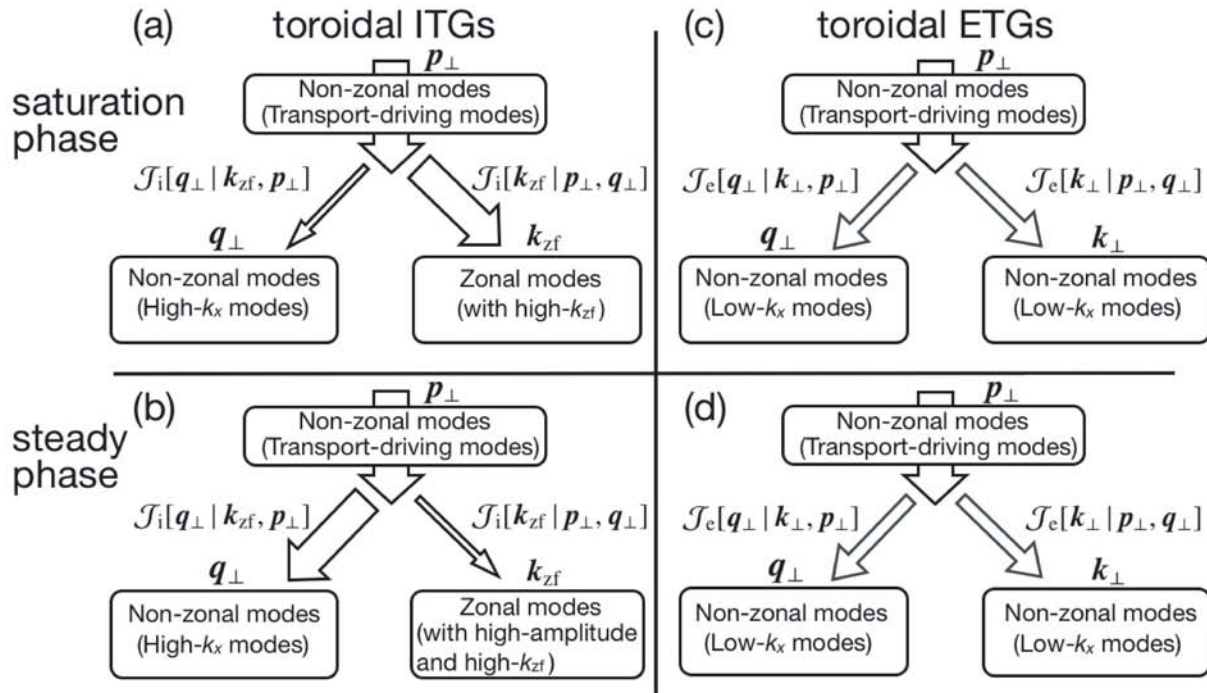 (a)
toroidal ITGs
saturation
phase
p⊥
Non-zonal modes
(Transport-driving modes)
𝒥i[q⊥ | kzf, p⊥]
𝒥i[kzf | p⊥, q⊥]
q⊥
kzf
Non-zonal modes
(High-kx modes)
Zonal modes
(with high-kzf)
(c)
toroidal ETGs
p⊥
Non-zonal modes
(Transport-driving modes)
𝒥e[q⊥ | k⊥, p⊥]
𝒥e[k⊥ | p⊥, q⊥]
q⊥
k⊥
Non-zonal modes
(Low-kx modes)
Non-zonal modes
(Low-kx modes)
(b)
steady
phase
p⊥
Non-zonal modes
(Transport-driving modes)
𝒥i[q⊥ | kzf, p⊥]
𝒥i[kzf | p⊥, q⊥]
q⊥
kzf
Non-zonal modes
(High-kx modes)
Zonal modes
(with high-amplitude
and high-kzf)
(d)
p⊥
Non-zonal modes
(Transport-driving modes)
𝒥e[q⊥ | k⊥, p⊥]
𝒥e[k⊥ | p⊥, q⊥]
q⊥
k⊥
Non-zonal modes
(Low-kx modes)
Non-zonal modes
(Low-kx modes)